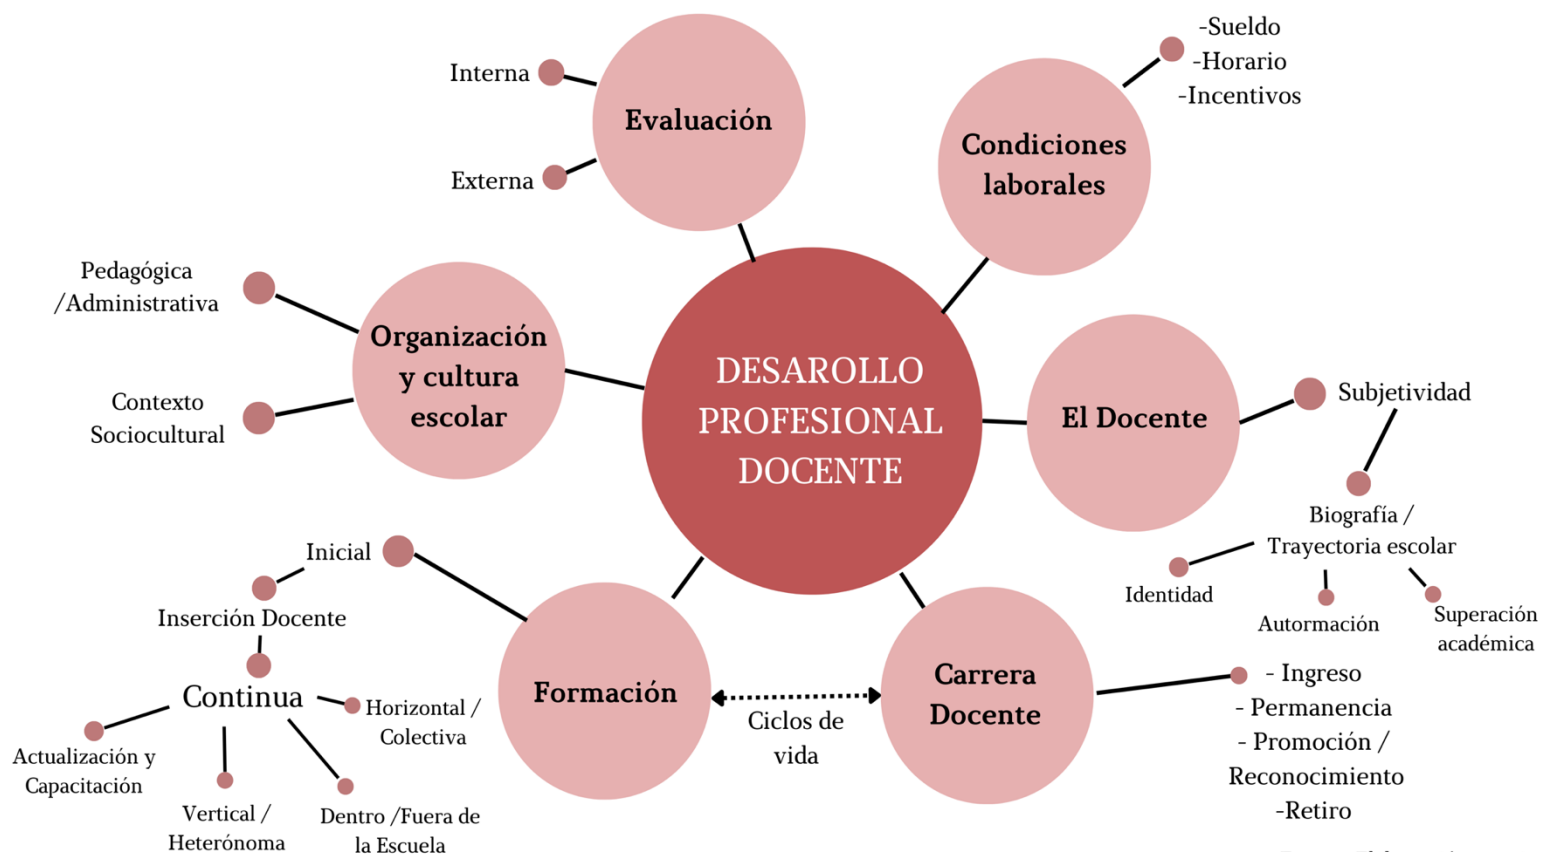 Interna
Externa
Evaluación
-Sueldo
-Horario
-Incentivos
Condiciones
laborales
Pedagógica
/Administrativa
Contexto
Sociocultural
Organización
y cultura
escolar
DESAROLLO
PROFESIONAL
DOCENTE
El Docente
Subjetividad
Biografía /
Trayectoria escolar
Identidad
Autormación
Superación
académica
Inicial
Inserción Docente
Continua
Horizontal /
Colectiva
Actualización y
Capacitación
Vertical /
Heterónoma
Dentro /Fuera de
la Escuela
Formación
Ciclos de
vida
Carrera
Docente
- Ingreso
- Permanencia
- Promoción /
Reconocimiento
-Retiro